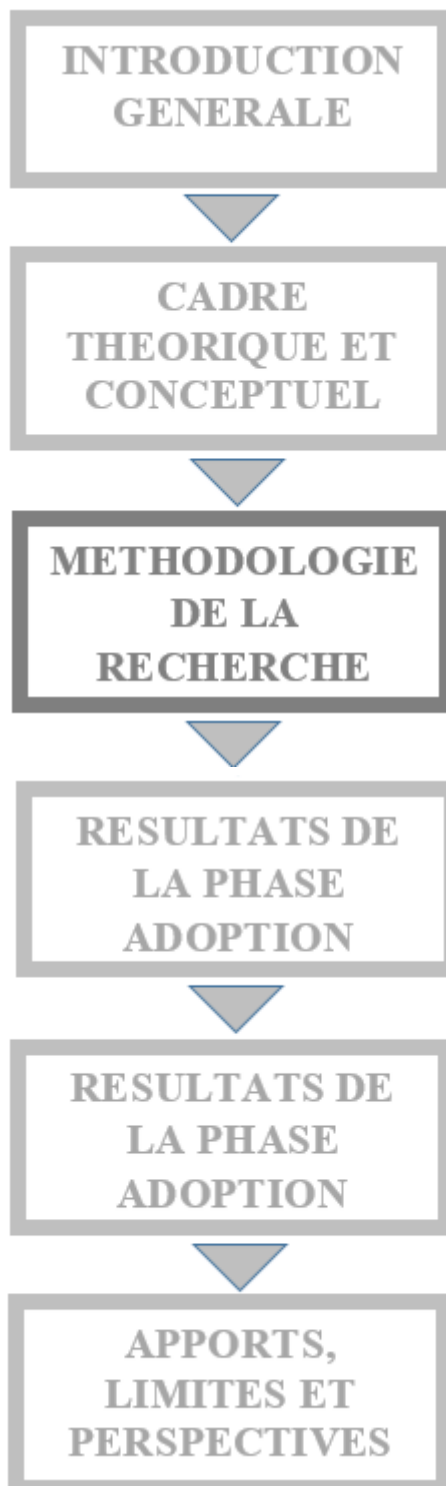 INTRODUCTION
GENERALE
CADRE
THEORIQUE ET
CONCEPTUEL
METHODOLOGIE
DE LA
RECHERCHE
RESULTATS DE
LA PHASE
ADOPTION
RESULTATS DE
LA PHASE
ADOPTION
APPORTS,
LIMITES ET
PERSPECTIVES